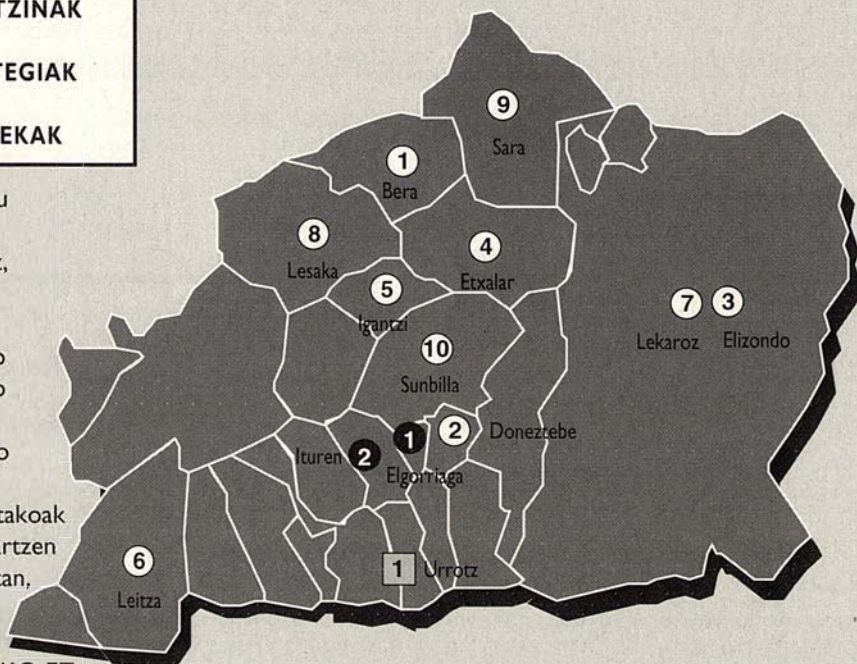 TZINAK
TEGIAK
EKAK
u
takoak
artzen
tan,
9
Sara
1
Bera
8
Lesaka
4
Etxalar
5
Igantzi
7 3
Lekaroz Elizondo
10
Sunbilla
1
2 Doneztebe
Ituren 2
Elgorriaga
6
Leitza
1 Urrotz